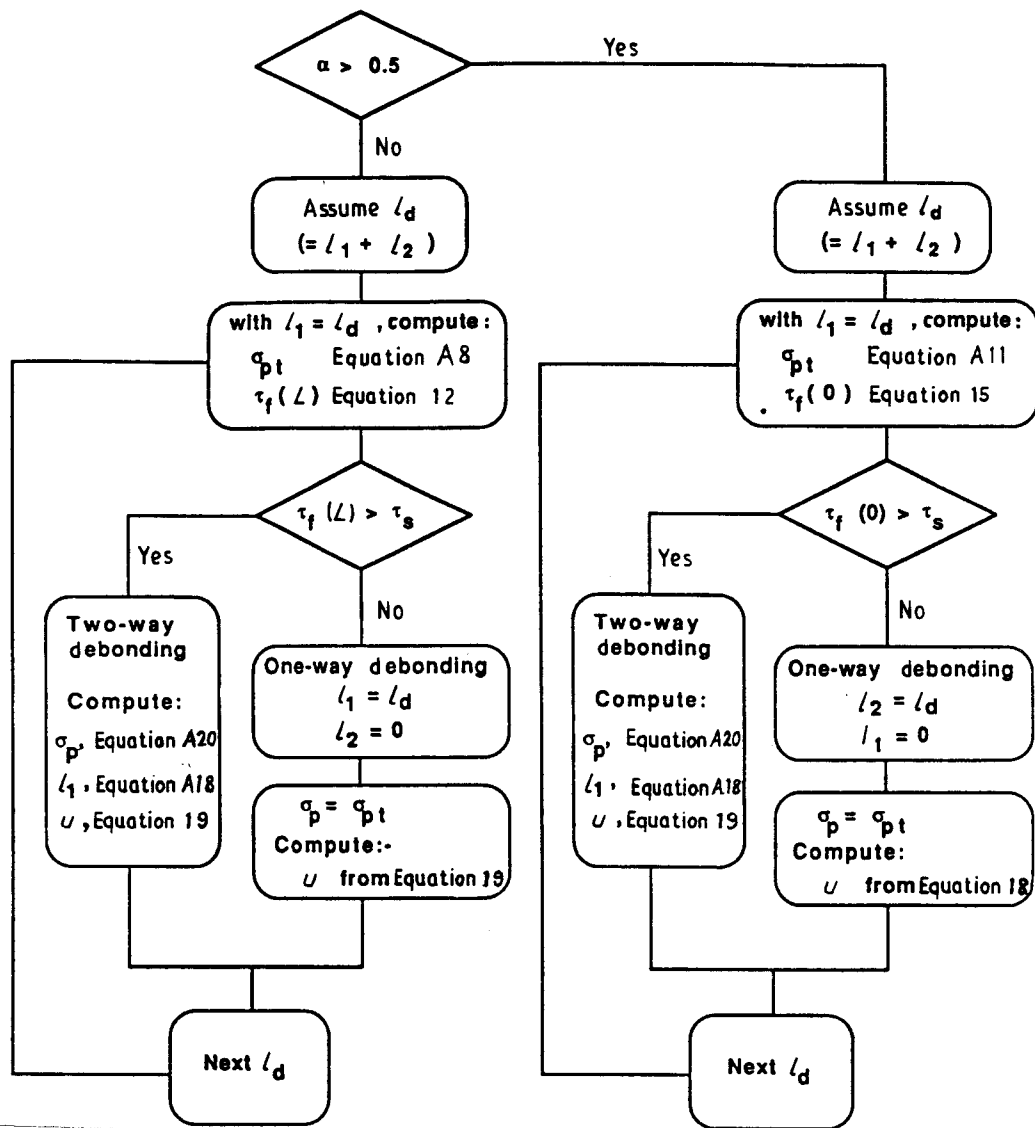 α > 0.5
Yes
No
Assume l_d
(= l_1 + l_2 )
with l_1 = l_d , compute :
σ_pt Equation A 8
τ_f (L) Equation 12
τ_f (L) > τ_s
Yes
No
Two-way
debonding
Compute:
σ_p, Equation A20
l_1 , Equation A18
u , Equation 19
One-way debonding
l_1 = l_d
l_2 = 0
σ_p = σ_pt
Compute:-
u from Equation 19
Next l_d
Assume l_d
(= l_1 + l_2 )
with l_1 = l_d , compute:
σ_pt Equation A 11
τ_f ( 0 ) Equation 15
τ_f (0) > τ_s
Yes
No
Two-way
debonding
Compute:
σ_p, Equation A20
l_1 , Equation A18
u , Equation 19
One-way debonding
l_2 = l_d
l_1 = 0
σ_p = σ_pt
Compute:
u from Equation 18
Next l_d